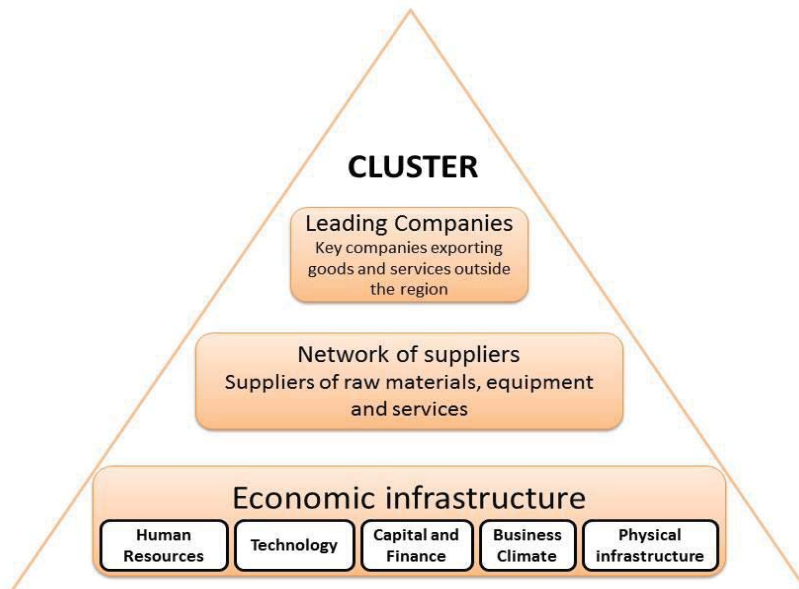 CLUSTER
Leading Companies
Key companies exporting
goods and services outside
the region
Network of suppliers
Suppliers of raw materials, equipment
and services
Economic infrastructure
Human
Resources
Technology
Capital and
Finance
Business
Climate
Physical
infrastructure